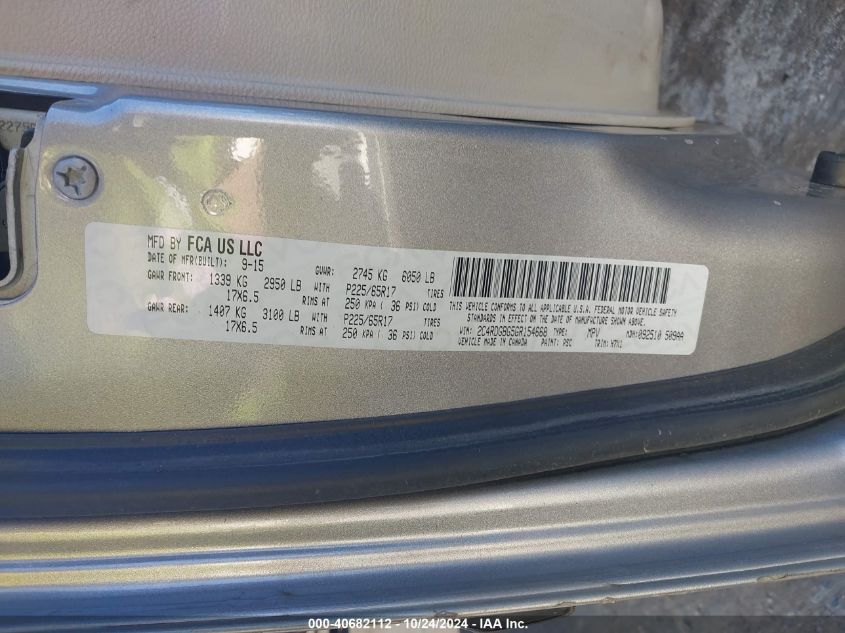 MFD BY FCA US LLC
DATE OF MFR(BUILT): 9-15 GVWR: 2745 KG 6050 LB
GAWR FRONT: 1339 KG 2950 LB WITH P225/65R17 TIRES
17X6.5 RIMS AT 250 KPA ( 36 PSI) COLD
GAWR REAR: 1407 KG 3100 LB WITH P225/65R17 TIRES
17X6.5 RIMS AT 250 KPA ( 36 PSI) COLD
THIS VEHICLE CONFORMS TO ALL APPLICABLE U.S.A. FEDERAL MOTOR VEHICLE SAFETY
STANDARDS IN EFFECT ON THE DATE OF MANUFACTURE SHOWN ABOVE.
VIN: 2C4RDGBG5GR154668 TYPE: MPV MDH:092510 509AA
VEHICLE MADE IN CANADA PAINT: PSC TRIM:
000-40682112 - 10/24/2024 - IAA Inc.